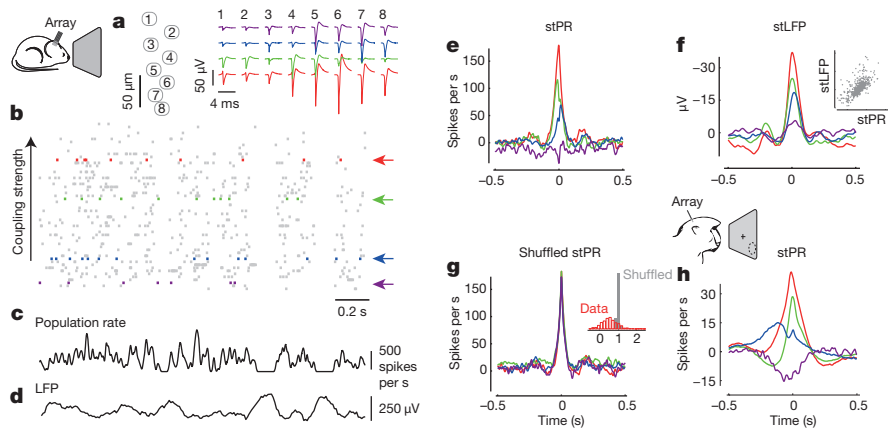 Array
a
1
2
3
4
5
6
7
8
50 µm
1 2 3 4 5 6 7 8
50 µV
4 ms
b
Coupling strength
0.2 s
c
Population rate
500
spikes
per s
d
LFP
250 µV
e
stPR
Spikes per s
150
100
50
0
–0.5 0 0.5
f
stLFP
µV
–30
–15
0
–0.5 0 0.5
stLFP
stPR
Array
g
Shuffled stPR
Spikes per s
150
100
50
0
Shuffled
Data
0 1 2
–0.5 0 0.5
Time (s)
h
stPR
Spikes per s
30
15
0
–15
–0.5 0 0.5
Time (s)